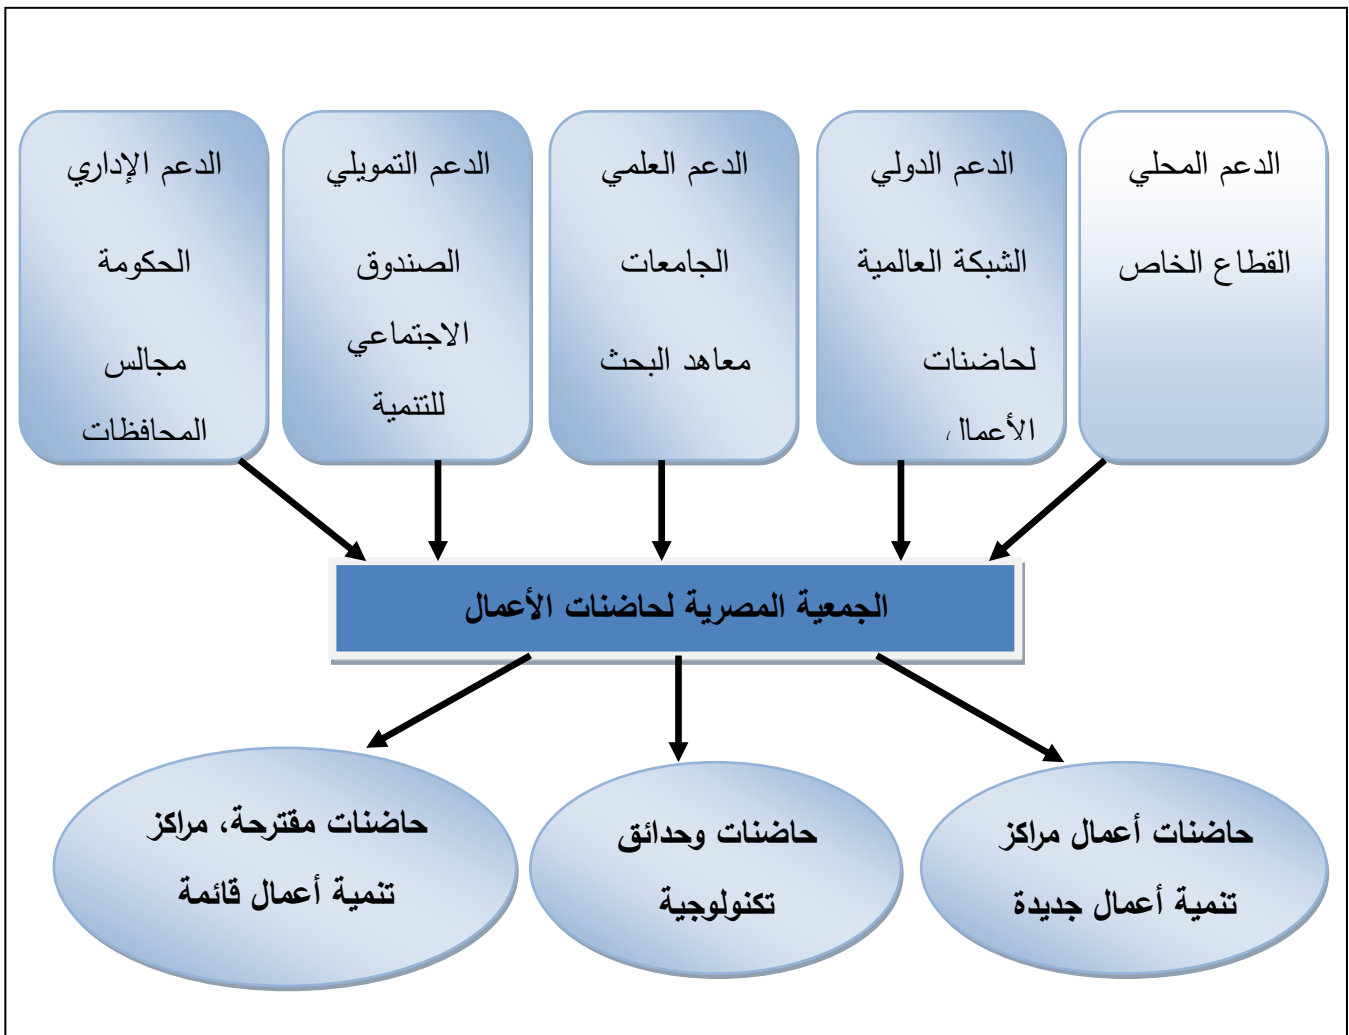 الدعم المحلي
القطاع الخاص
الدعم الدولي
الشبكة العالمية
لحاضنات
الأعمال،
الدعم العلمي
الجامعات
معاهد البحث
الدعم التمويلي
الصندوق
الاجتماعي
للتنمية
الدعم الإداري
الحكومة
مجالس
المحافظات
الجمعية المصرية لحاضنات الأعمال
حاضنات أعمال مراكز
تنمية أعمال جديدة
حاضنات وحدائق
تكنولوجية
حاضنات مقترحة، مراكز
تنمية أعمال قائمة